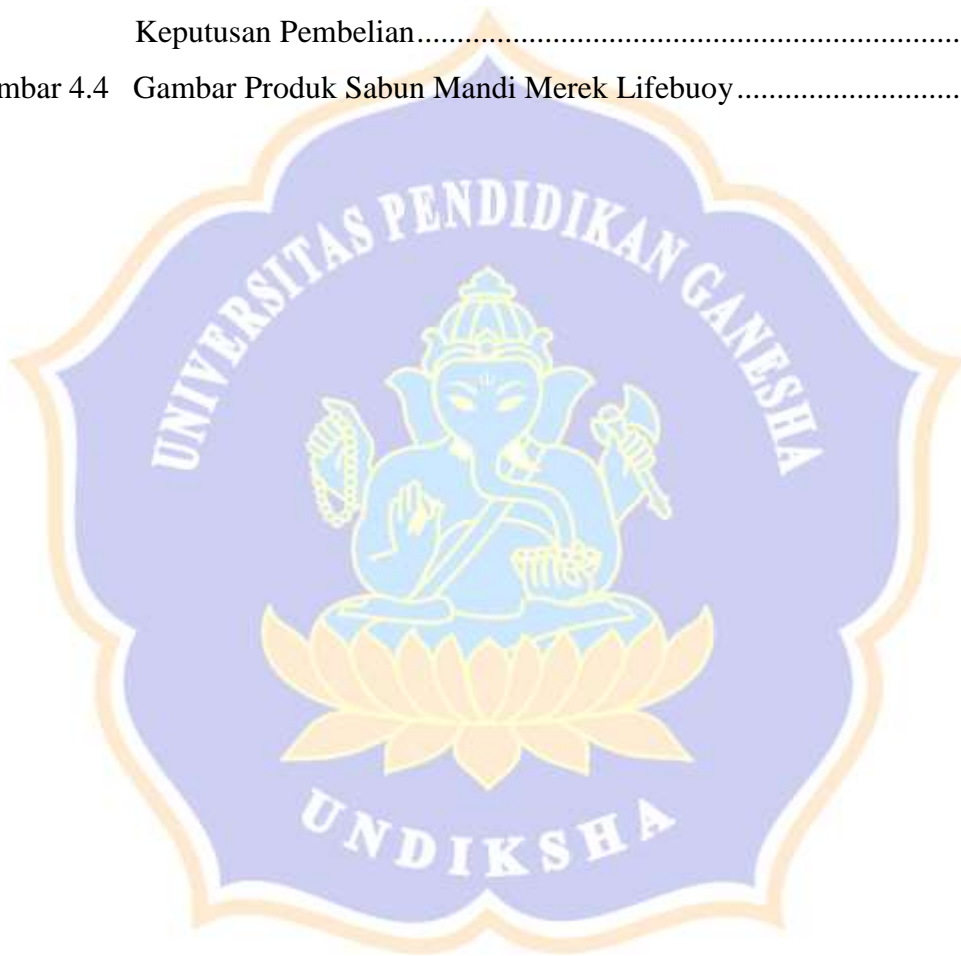 Keputusan Pembelian....................................................................
mbar 4.4 Gambar Produk Sabun Mandi Merek Lifebuoy............................
UNIVERSITAS PENDIDIKAN GANESHA
UNDIKSHA